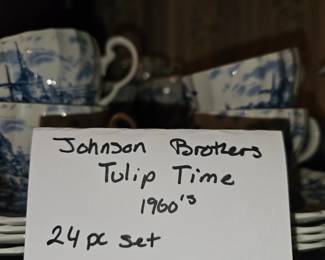 Johnson Brothers
Tulip Time
1960's
24 pc set